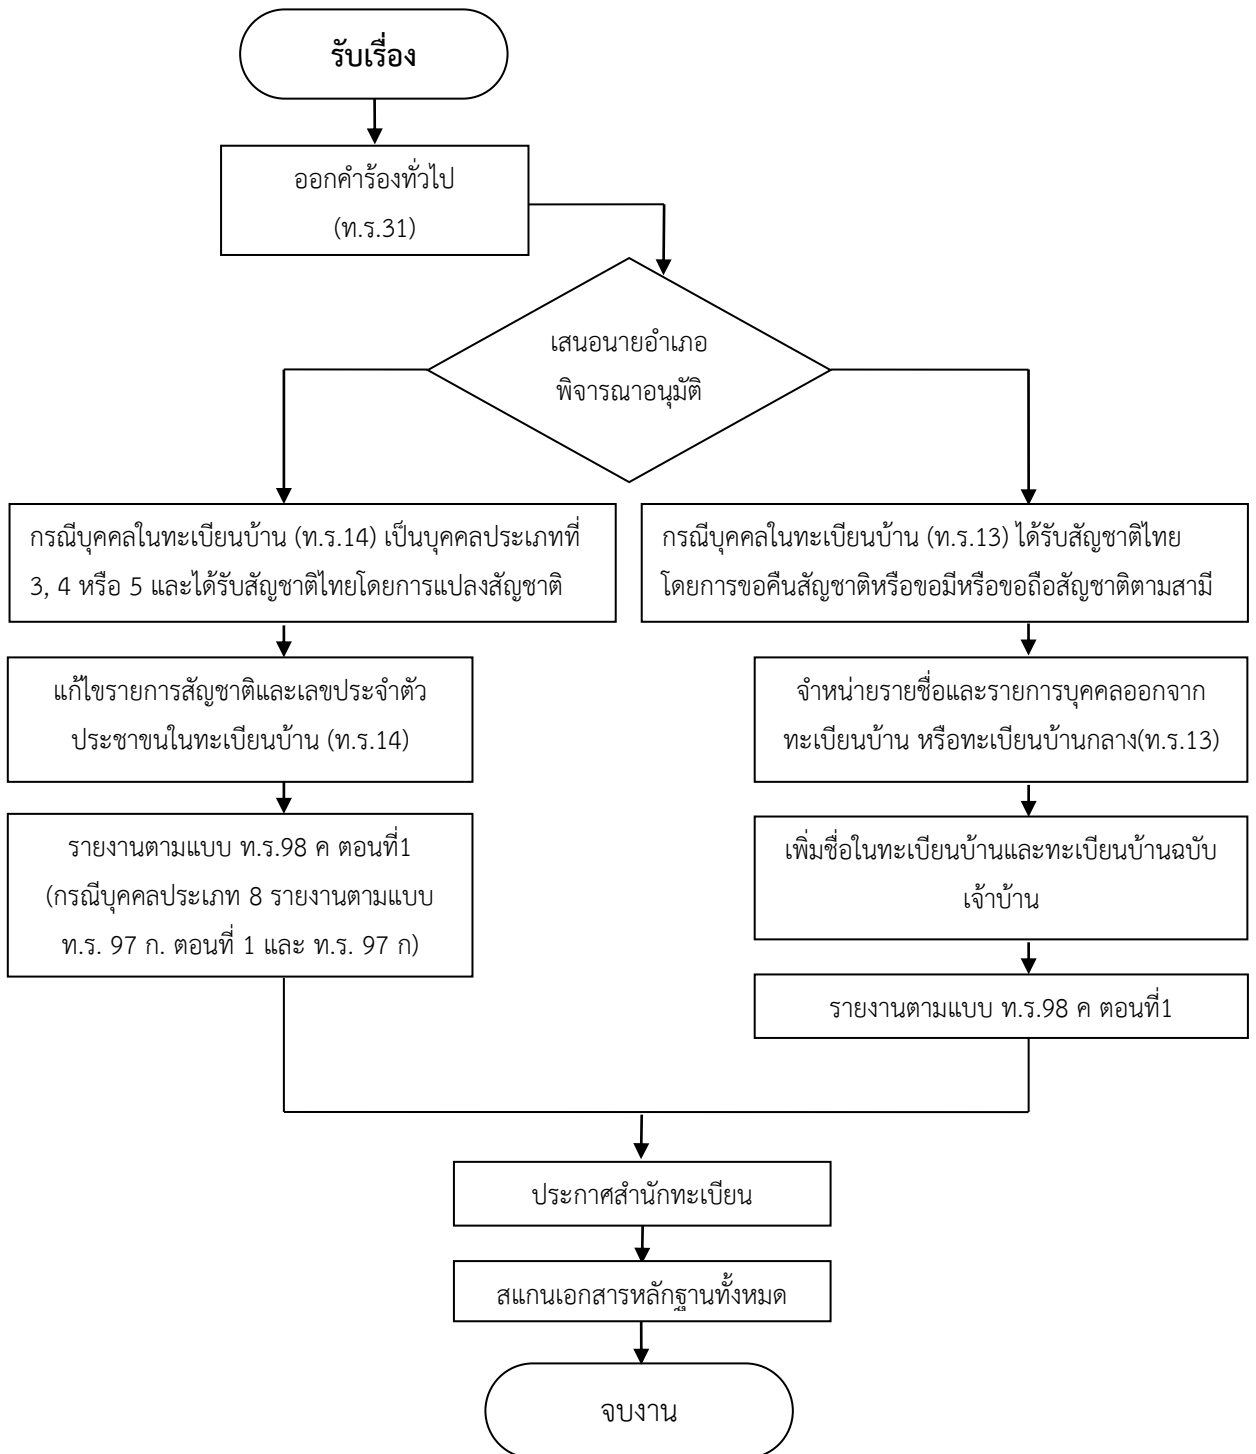 รับเรื่อง
ออกคำร้องทั่วไป
(ท.ร.31)
เสนอนายอำเภอ
พิจารณาอนุมัติ
กรณีบุคคลในทะเบียนบ้าน (ท.ร.14) เป็นบุคคลประเภทที่
3, 4 หรือ 5 และได้รับสัญชาติไทยโดยการแปลงสัญชาติ
แก้ไขรายการสัญชาติและเลขประจำตัว
ประชาขนในทะเบียนบ้าน (ท.ร.14)
รายงานตามแบบ ท.ร.98 ค ตอนที่1
(กรณีบุคคลประเภท 8 รายงานตามแบบ
ท.ร. 97 ก. ตอนที่ 1 และ ท.ร. 97 ก)
กรณีบุคคลในทะเบียนบ้าน (ท.ร.13) ได้รับสัญชาติไทย
โดยการขอคืนสัญชาติหรือขอมีหรือขอถือสัญชาติตามสามี
จำหน่ายรายชื่อและรายการบุคคลออกจาก
ทะเบียนบ้าน หรือทะเบียนบ้านกลาง(ท.ร.13)
เพิ่มชื่อในทะเบียนบ้านและทะเบียนบ้านฉบับ
เจ้าบ้าน
รายงานตามแบบ ท.ร.98 ค ตอนที่1
ประกาศสำนักทะเบียน
สแกนเอกสารหลักฐานทั้งหมด
จบงาน